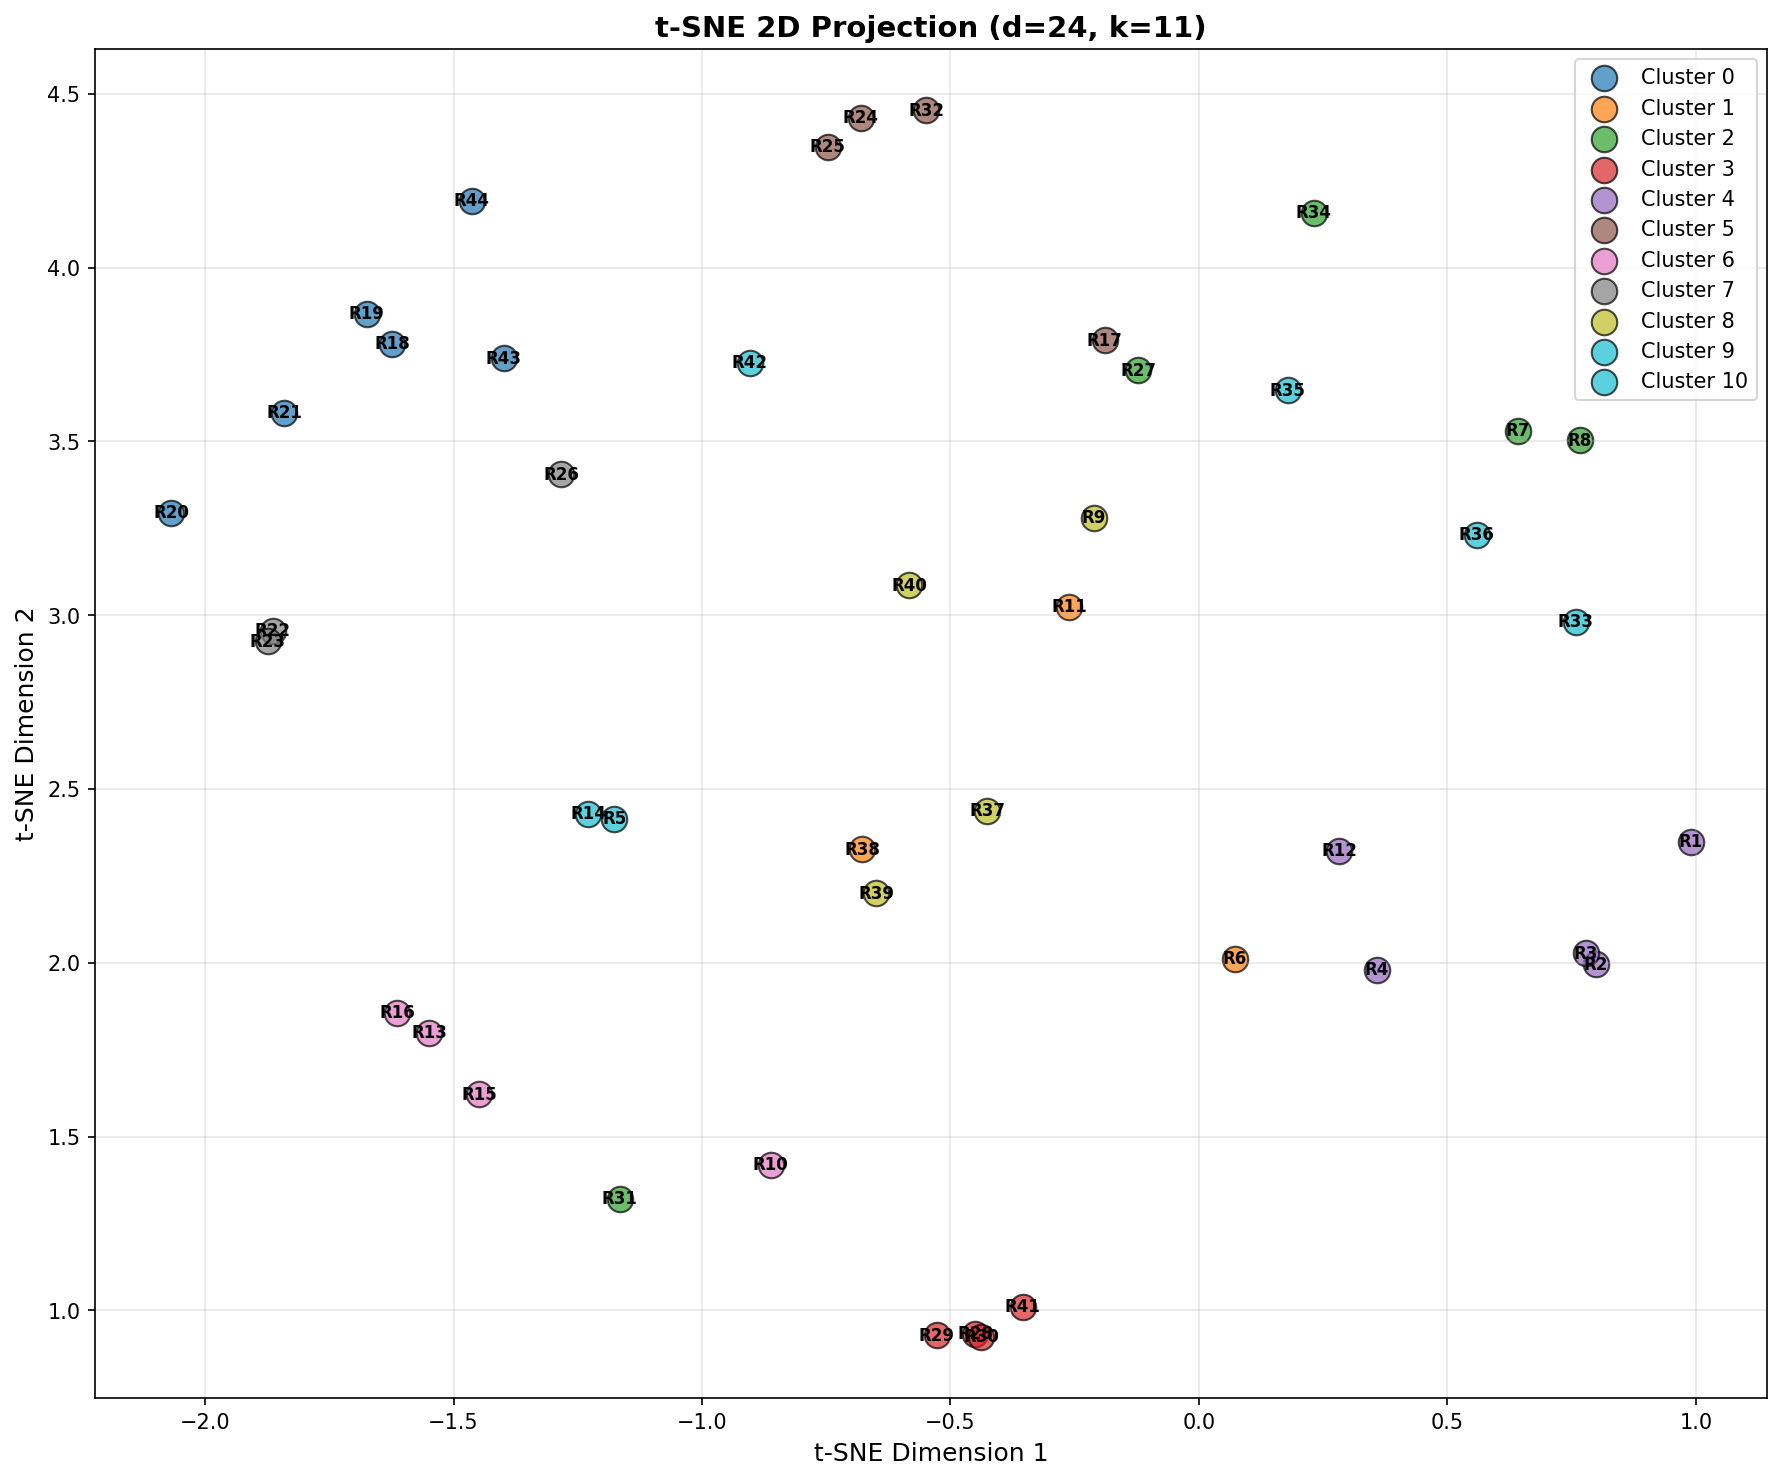 t-SNE 2D Projection (d=24, k=11)
Cluster 0
Cluster 1
Cluster 2
Cluster 3
Cluster 4
Cluster 5
Cluster 6
Cluster 7
Cluster 8
Cluster 9
Cluster 10
4.5
4.0
3.5
3.0
2.5
2.0
1.5
1.0
t-SNE Dimension 2
R32
R24
R25
R44
R34
R19
R18
R43
R42
R17
R27
R35
R21
R7
R8
R26
R20
R9
R36
R40
R11
R33
R22
R23
R14
R5
R37
R38
R12
R1
R39
R6
R4
R3
R2
R16
R13
R15
R10
R31
R41
R29
R28
R30
−2.0
−1.5
−1.0
−0.5
0.0
0.5
1.0
t-SNE Dimension 1